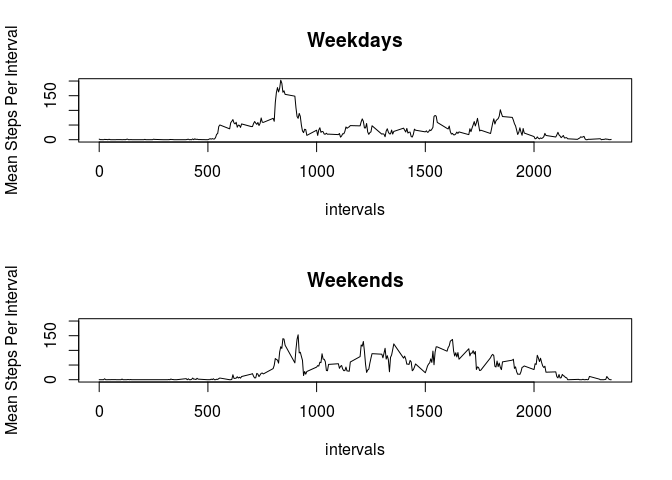 Weekdays
Mean Steps Per Interval
150
0
0 500 1000 1500 2000
intervals
Weekends
Mean Steps Per Interval
150
0
0 500 1000 1500 2000
intervals